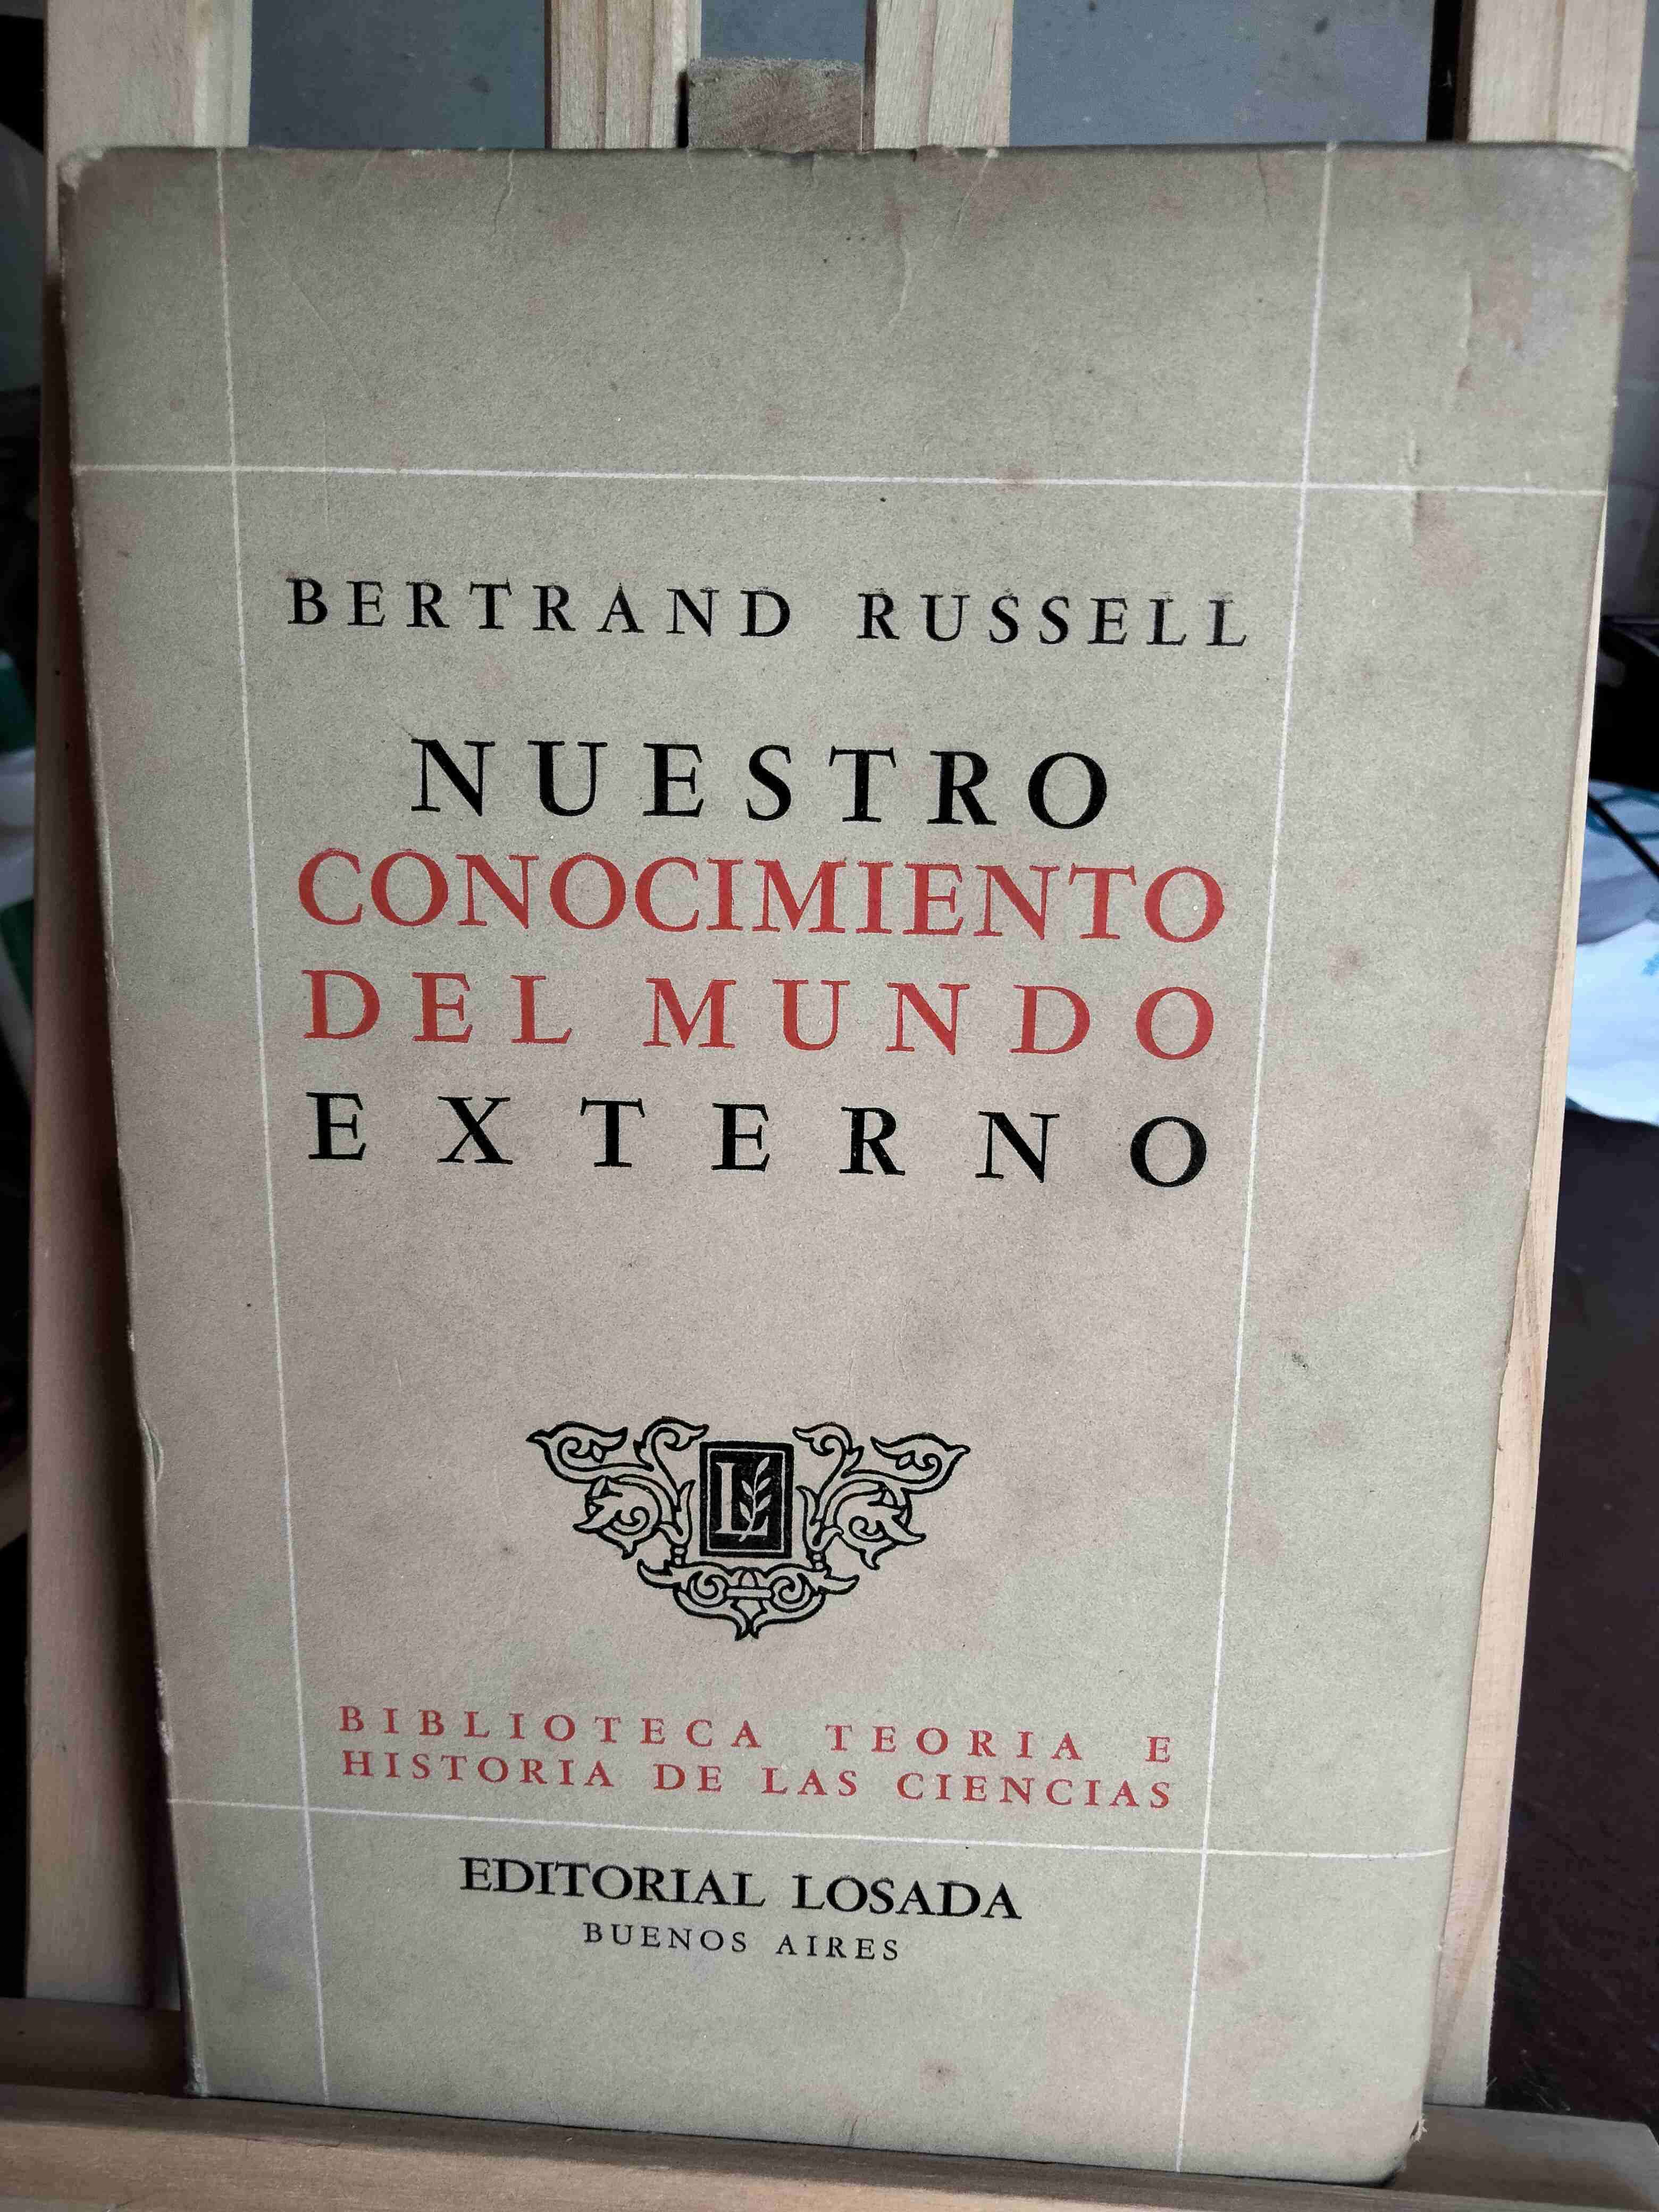 BERTRAND RUSSELL
NUESTRO
CONOCIMIENTO
DEL MUNDO
EXTERNO
L
BIBLIOTECA TEORIA E
HISTORIA DE LAS CIENCIAS
EDITORIAL LOSADA
BUENOS AIRES